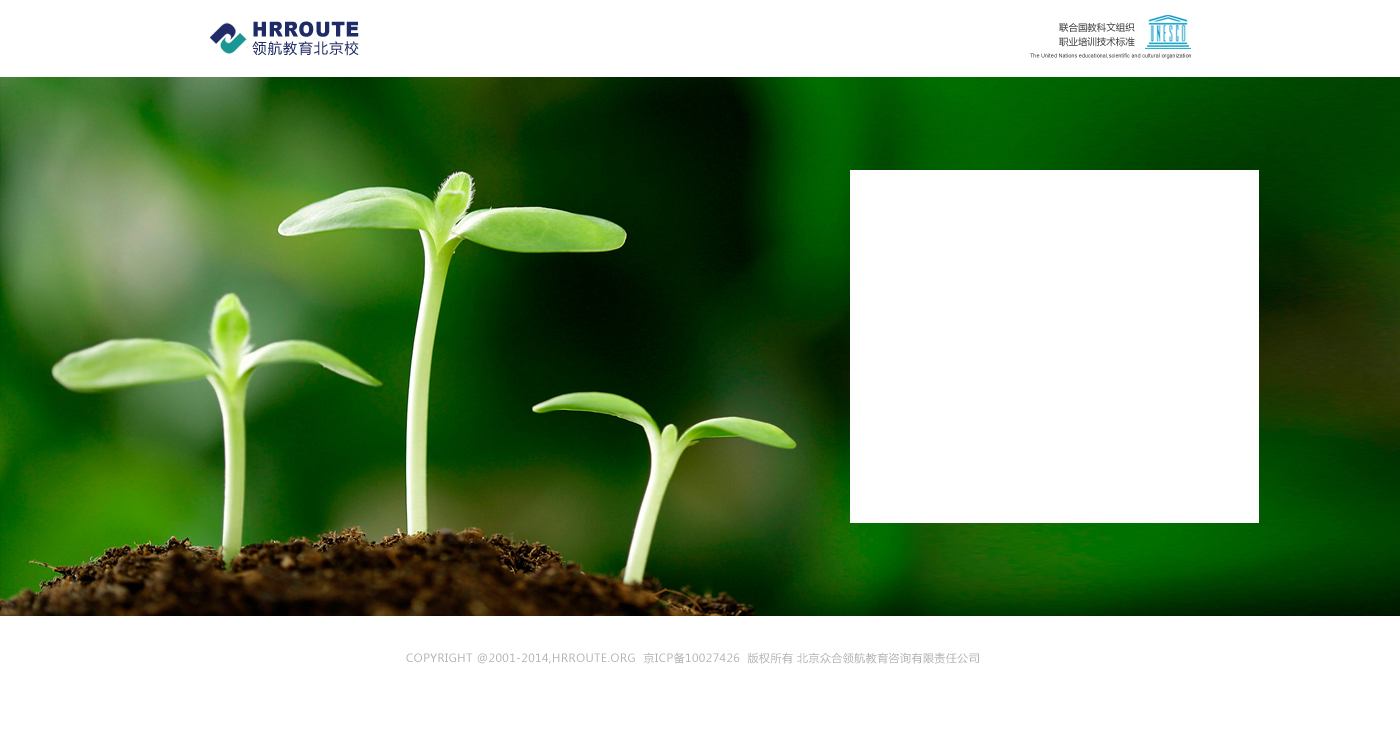 HRROUTE
领航教育北京校
联合国教科文组织
职业培训技术标准
UNESCO
The United Nations educational,scientific and cultural organization
COPYRIGHT @2001-2014,HRROUTE.ORG 京ICP备10027426 版权所有 北京众合领航教育咨询有限责任公司